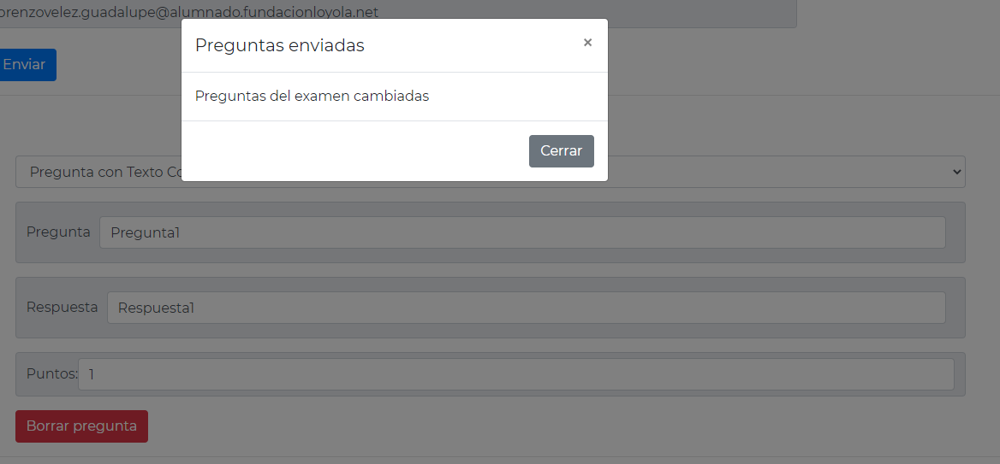 orenzovelez.guadalupe@alumnado.fundacionloyola.net
Preguntas enviadas
×
Enviar
Preguntas del examen cambiadas
Cerrar
Pregunta con Texto Co
Pregunta Pregunta1
Respuesta Respuesta1
Puntos: 1
Borrar pregunta